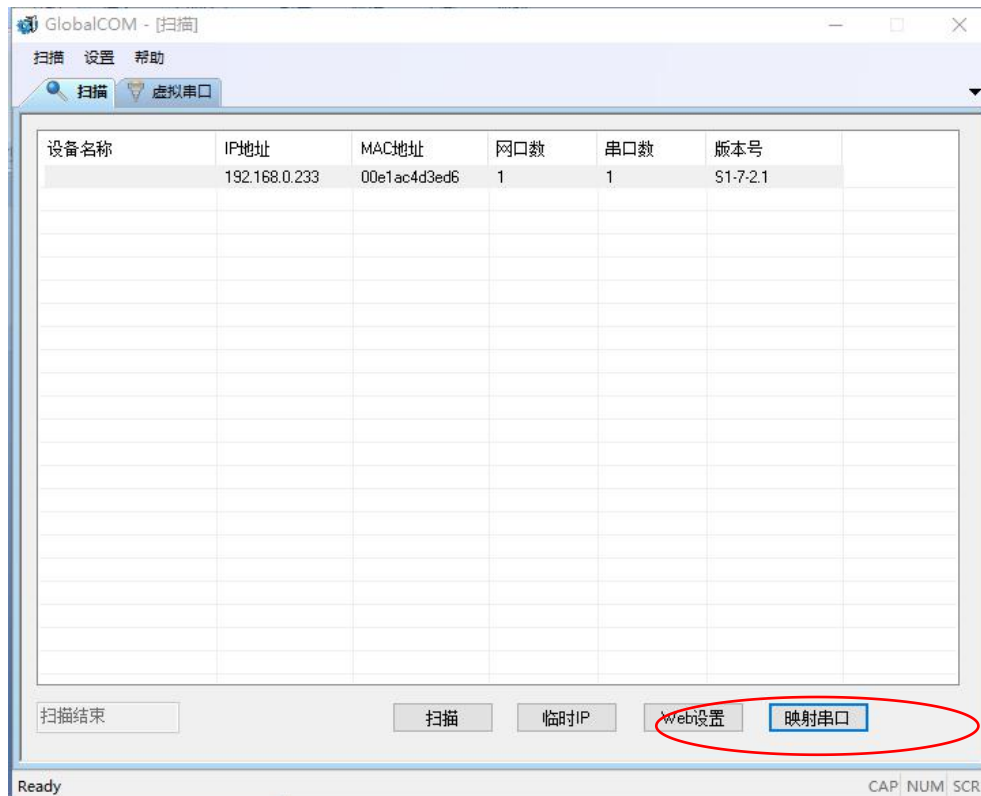 GlobalCOM - [扫描]
扫描 设置 帮助
扫描 虚拟串口
设备名称 IP地址 MAC地址 网口数 串口数 版本号
192.168.0.233 00e1ac4d3ed6 1 1 S1-7-2.1
扫描结束 扫描 临时IP Web设置 映射串口
Ready CAP NUM SCR